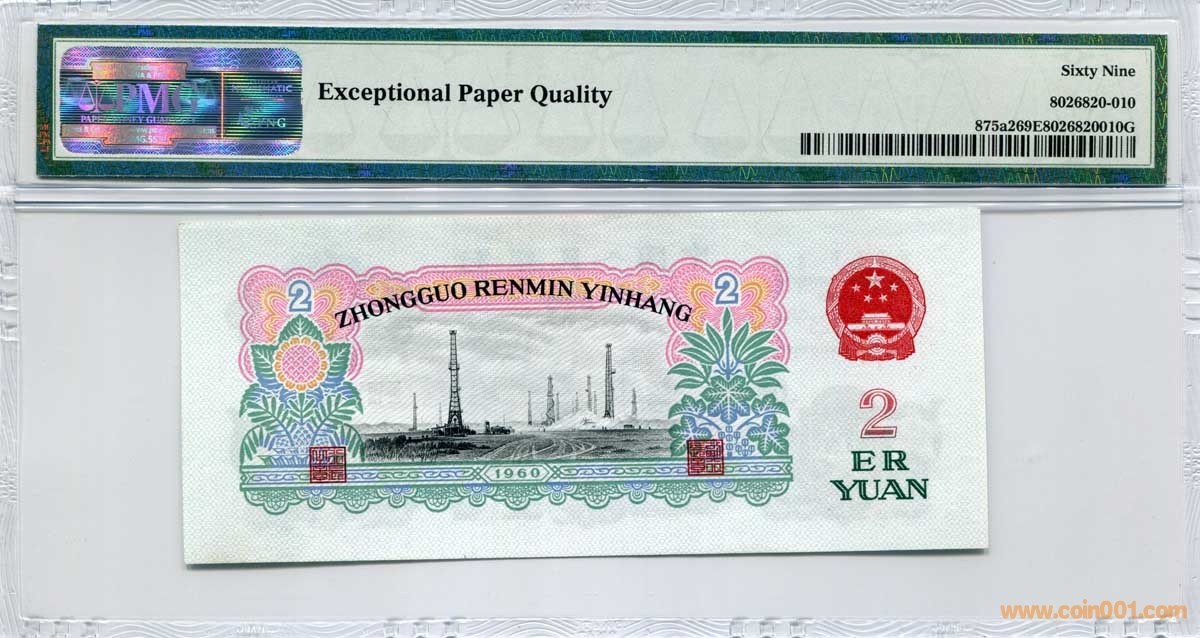 PMG
Exceptional Paper Quality
Sixty Nine
8026820-010
875a269E8026820010G
2
2
ZHONGGUO RENMIN YINHANG
1960
2
ER
YUAN
www.coin001.com